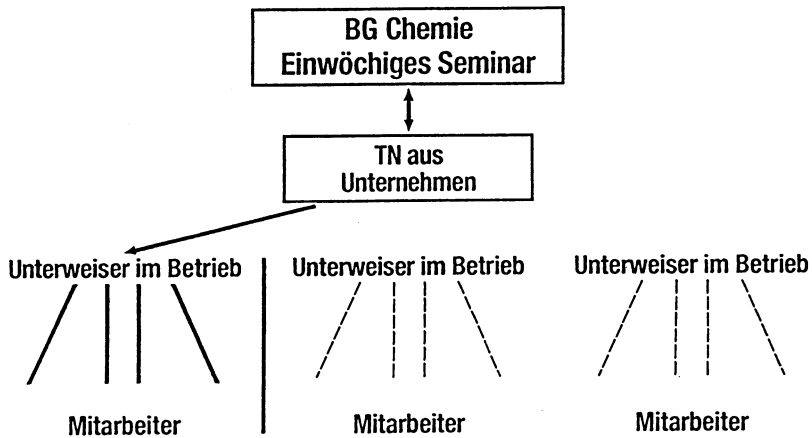 BG Chemie
Einwöchiges Seminar
TN aus
Unternehmen
Unterweiser im Betrieb
Unterweiser im Betrieb
Unterweiser im Betrieb
Mitarbeiter
Mitarbeiter
Mitarbeiter